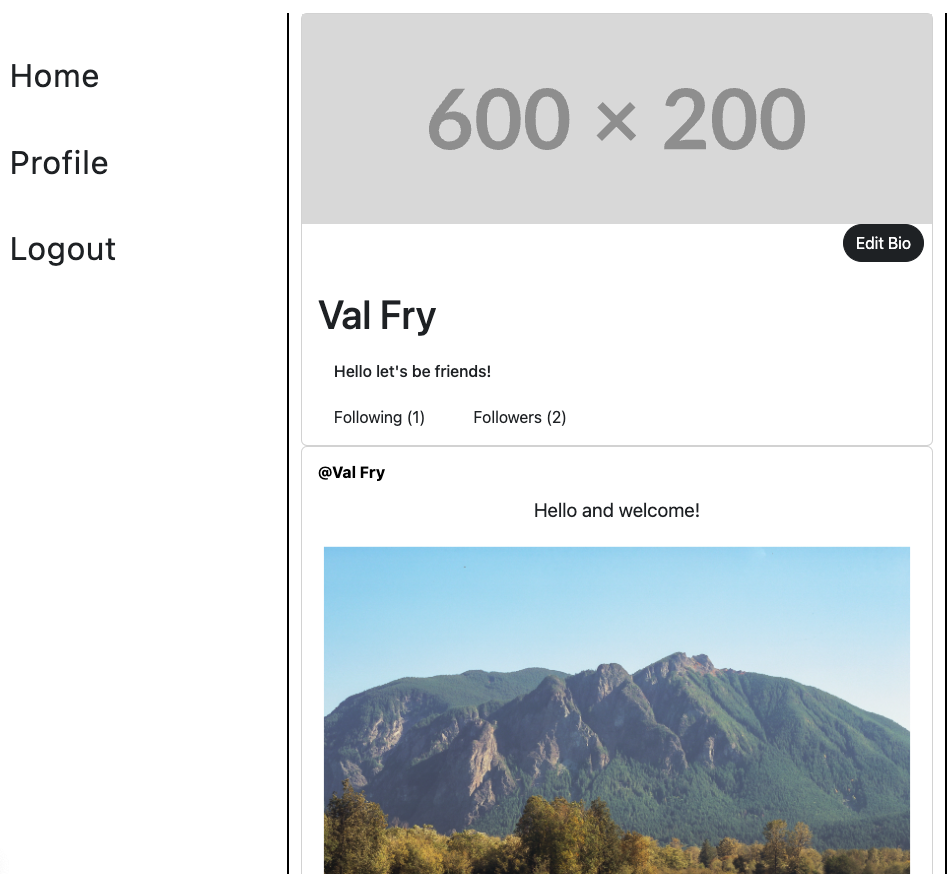 Home
Profile
Logout
600 × 200
Edit Bio
Val Fry
Hello let's be friends!
Following (1) Followers (2)
@Val Fry
Hello and welcome!